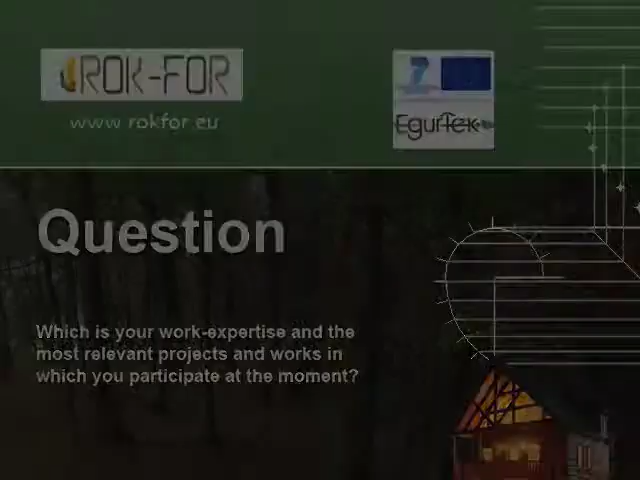 ROK-FOR
www.rokfor.eu
7
EgurTek
Question
Which is your work-expertise and the
most relevant projects and works in
which you participate at the moment?